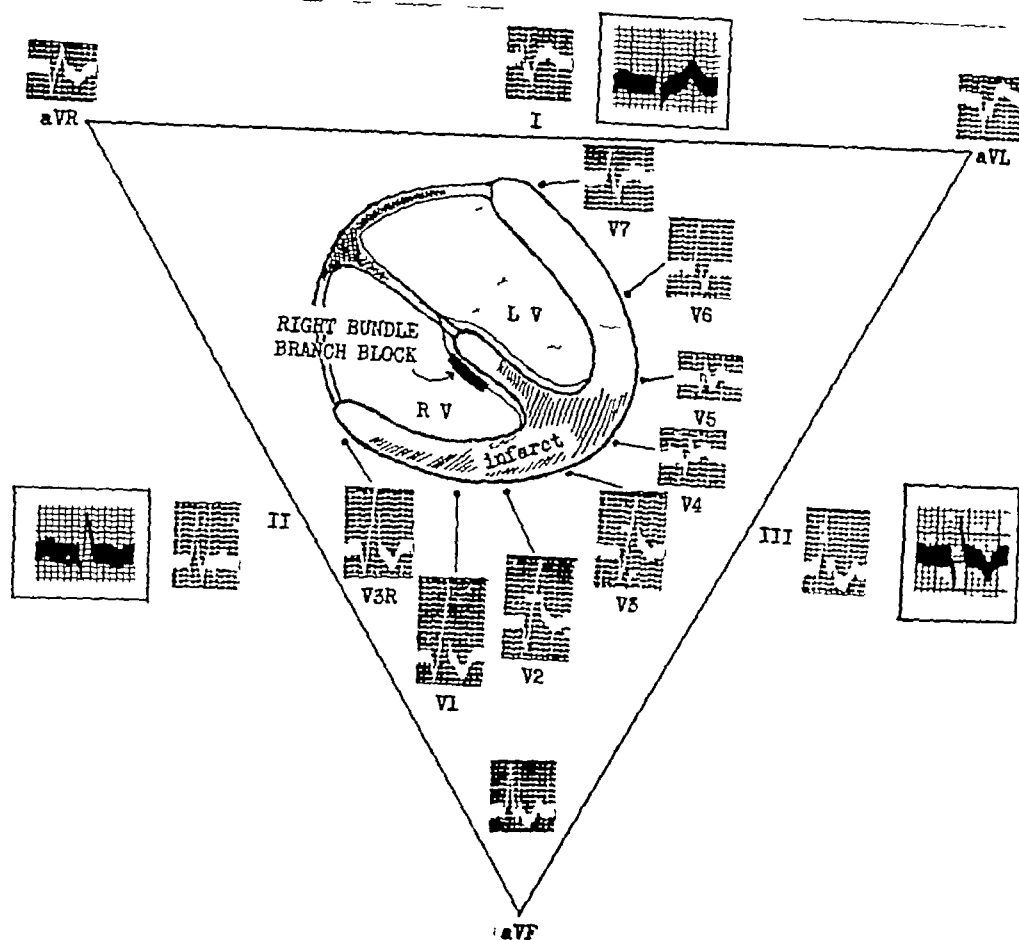 aVR
I
aVL
V7
V6
L V
RIGHT BUNDLE
BRANCH BLOCK
R V
V5
infarct
V4
II
III
V3R
V3
V2
V1
aVF